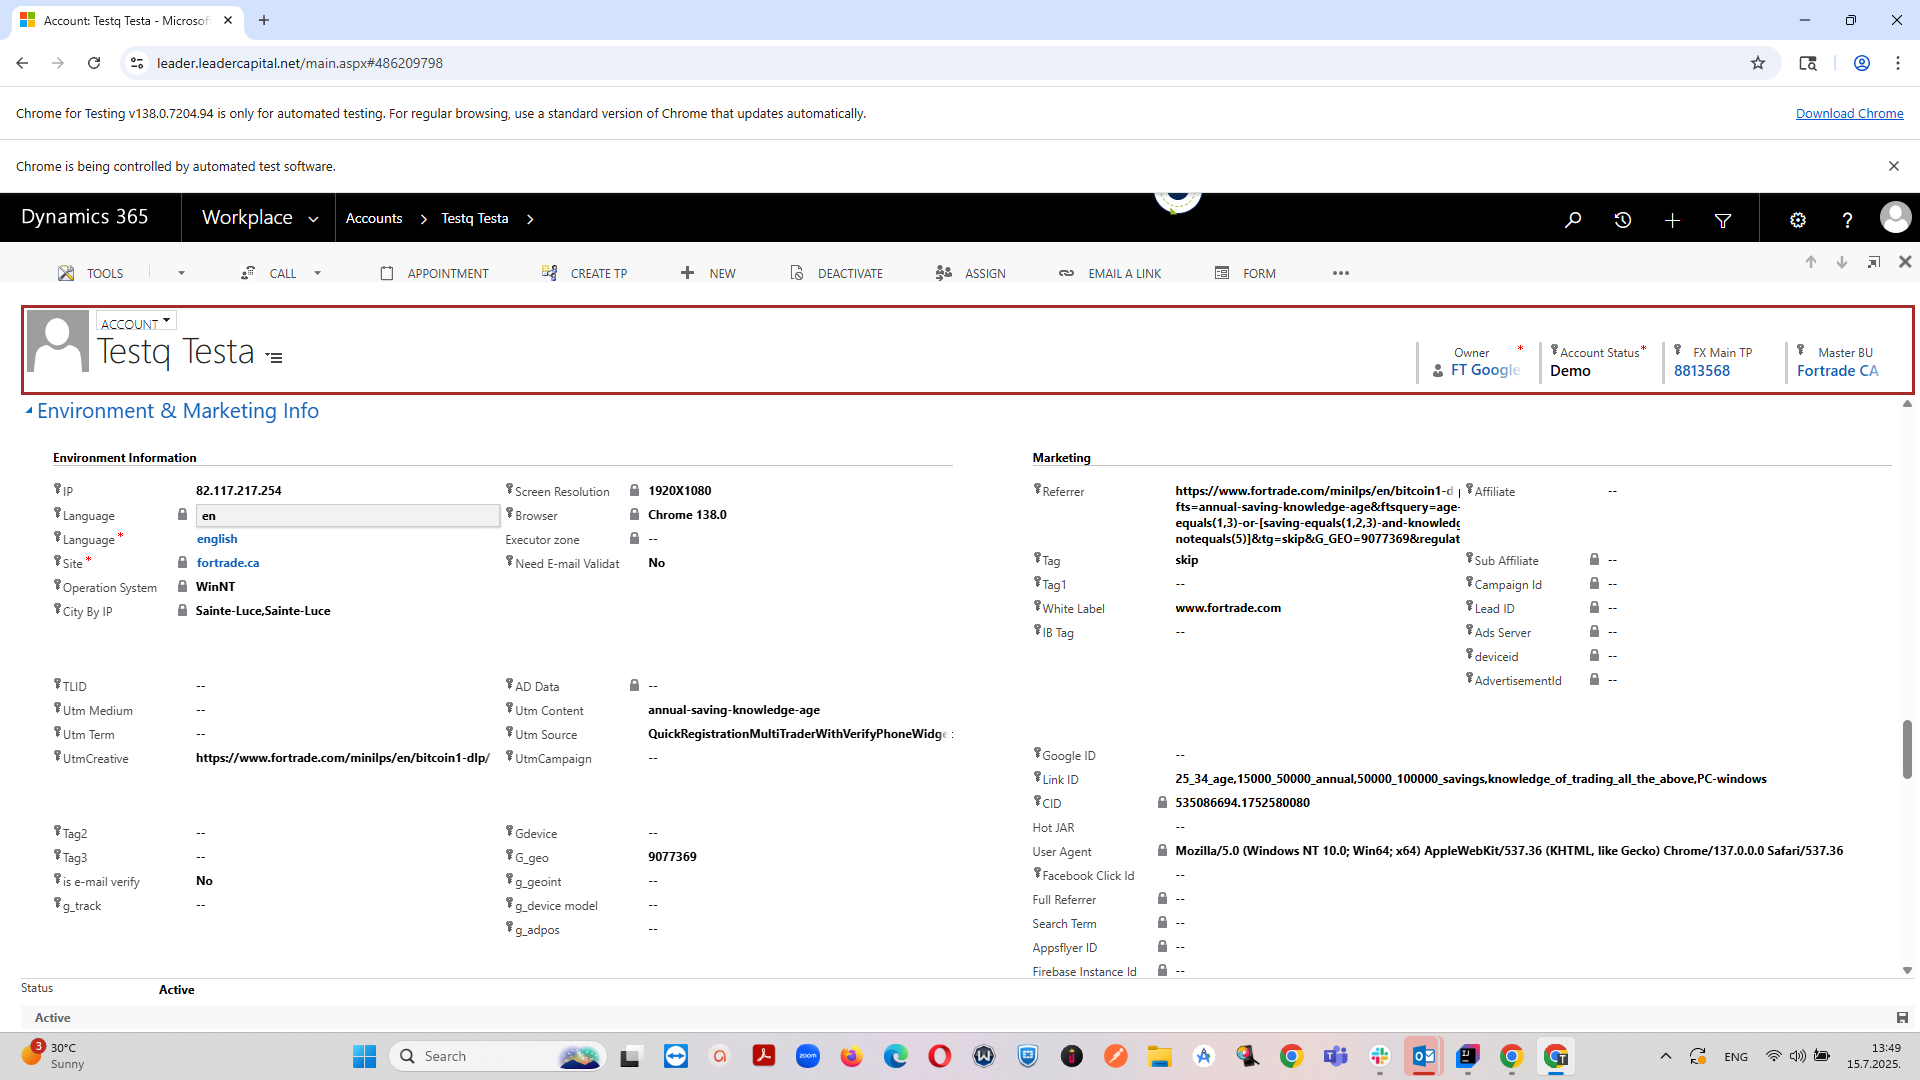 Account: Testq Testa - Microsof
leader.leadercapital.net/main.aspx#486209798
Chrome for Testing v138.0.7204.94 is only for automated testing. For regular browsing, use a standard version of Chrome that updates automatically.
Download Chrome
Chrome is being controlled by automated test software.
Dynamics 365
Workplace
Accounts
Testq Testa
TOOLS
CALL
APPOINTMENT
CREATE TP
NEW
DEACTIVATE
ASSIGN
EMAIL A LINK
FORM
ACCOUNT
Testq Testa
Owner *
FT Google
Account Status *
Demo
FX Main TP
8813568
Master BU
Fortrade CA
Environment & Marketing Info
Environment Information
IP 82.117.217.254
Language en
Language * english
Site * fortrade.ca
Operation System WinNT
City By IP Sainte-Luce,Sainte-Luce
Screen Resolution 1920X1080
Browser Chrome 138.0
Executor zone --
Need E-mail Validat No
TLID --
Utm Medium --
Utm Term --
UtmCreative https://www.fortrade.com/minilps/en/bitcoin1-dlp/
AD Data --
Utm Content annual-saving-knowledge-age
Utm Source QuickRegistrationMultiTraderWithVerifyPhoneWidge
UtmCampaign --
Tag2 --
Tag3 --
is e-mail verify No
g_track --
Gdevice --
G_geo 9077369
g_geoint --
g_device model --
g_adpos --
Marketing
Referrer https://www.fortrade.com/minilps/en/bitcoin1-d
fts=annual-saving-knowledge-age&ftsquery=age-
equals(1,3)-or-[saving-equals(1,2,3)-and-knowledg
notequals(5)]&tg=skip&G_GEO=9077369&regulat
Tag skip
Tag1 --
White Label www.fortrade.com
IB Tag --
Affiliate --
Sub Affiliate --
Campaign Id --
Lead ID --
Ads Server --
deviceid --
AdvertisementId --
Google ID --
Link ID 25_34_age,15000_50000_annual,50000_100000_savings,knowledge_of_trading_all_the_above,PC-windows
CID 535086694.1752580080
Hot JAR --
User Agent Mozilla/5.0 (Windows NT 10.0; Win64; x64) AppleWebKit/537.36 (KHTML, like Gecko) Chrome/137.0.0.0 Safari/537.36
Facebook Click Id --
Full Referrer --
Search Term --
Appsflyer ID --
Firebase Instance Id --
Status Active
Active
3
30°C
Sunny
Search
zoom
ENG
13:49
15.7.2025.